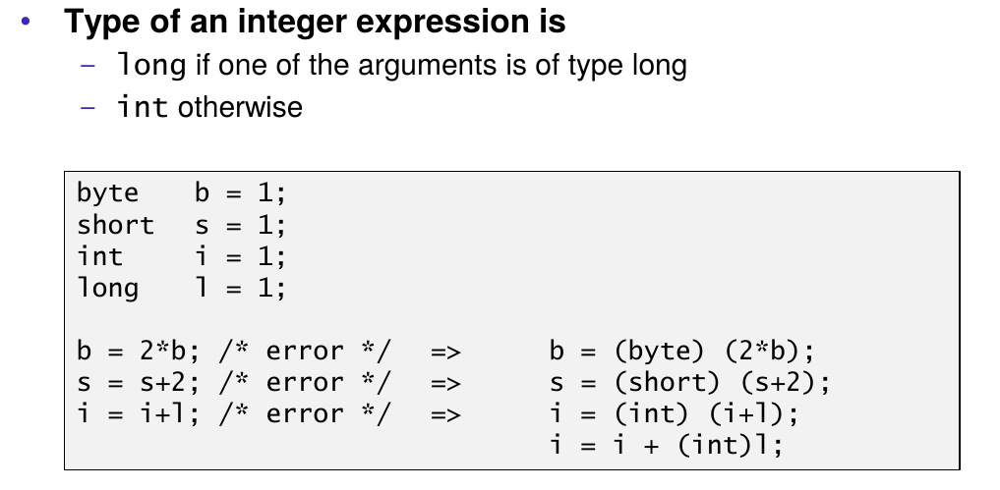 • Type of an integer expression is
– long if one of the arguments is of type long
– int otherwise
byte b = 1;
short s = 1;
int i = 1;
long l = 1;
b = 2*b; /* error */ => b = (byte) (2*b);
s = s+2; /* error */ => s = (short) (s+2);
i = i+l; /* error */ => i = (int) (i+l);
i = i + (int)l;